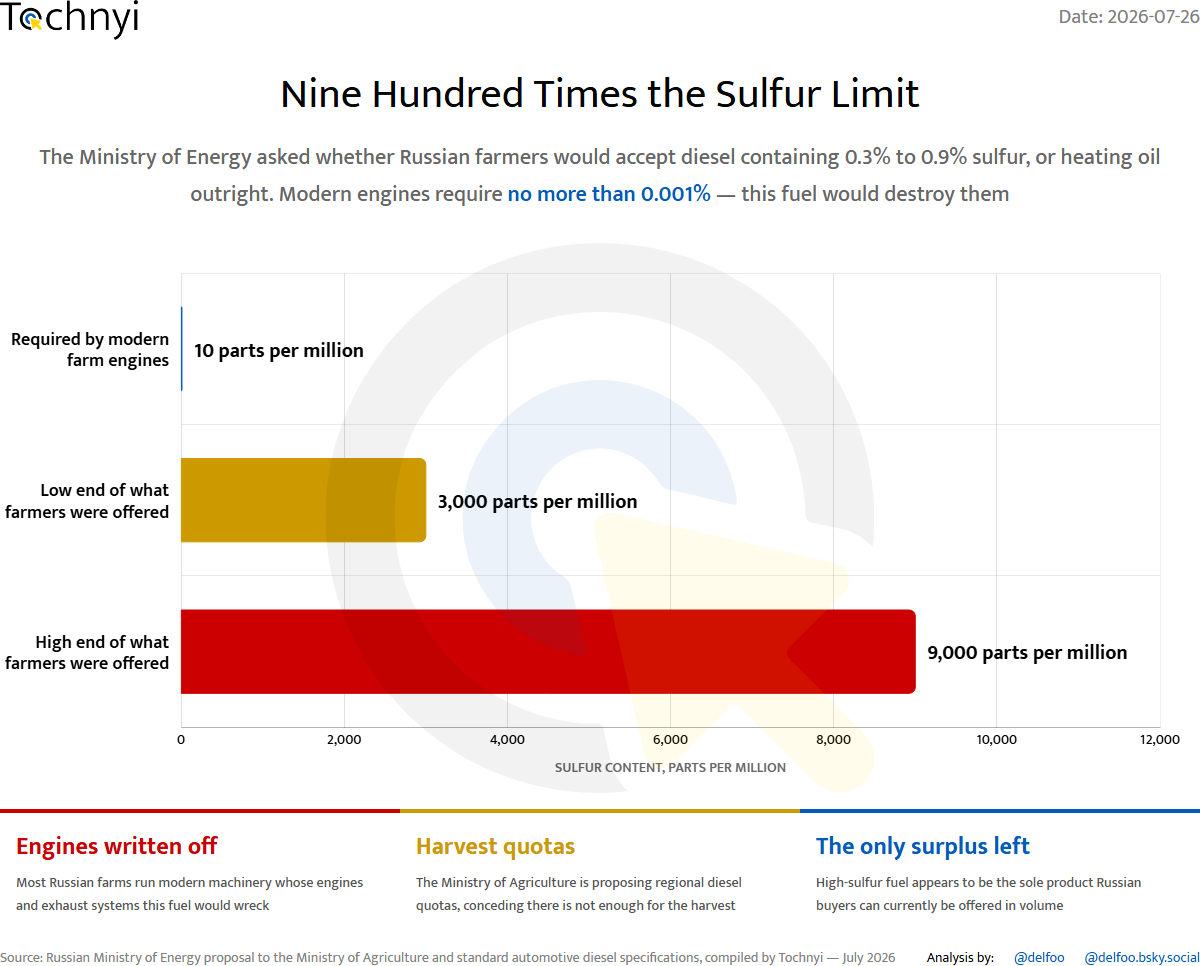 Tochnyi
Date: 2026-07-26
Nine Hundred Times the Sulfur Limit
The Ministry of Energy asked whether Russian farmers would accept diesel containing 0.3% to 0.9% sulfur, or heating oil
outright. Modern engines require no more than 0.001% — this fuel would destroy them
Required by modern
farm engines
10 parts per million
Low end of what
farmers were offered
3,000 parts per million
High end of what
farmers were offered
9,000 parts per million
0 2,000 4,000 6,000 8,000 10,000 12,000
SULFUR CONTENT, PARTS PER MILLION
Engines written off
Most Russian farms run modern machinery whose engines
and exhaust systems this fuel would wreck
Harvest quotas
The Ministry of Agriculture is proposing regional diesel
quotas, conceding there is not enough for the harvest
The only surplus left
High-sulfur fuel appears to be the sole product Russian
buyers can currently be offered in volume
Source: Russian Ministry of Energy proposal to the Ministry of Agriculture and standard automotive diesel specifications, compiled by Tochnyi — July 2026
Analysis by: @delfoo @delfoo.bsky.social